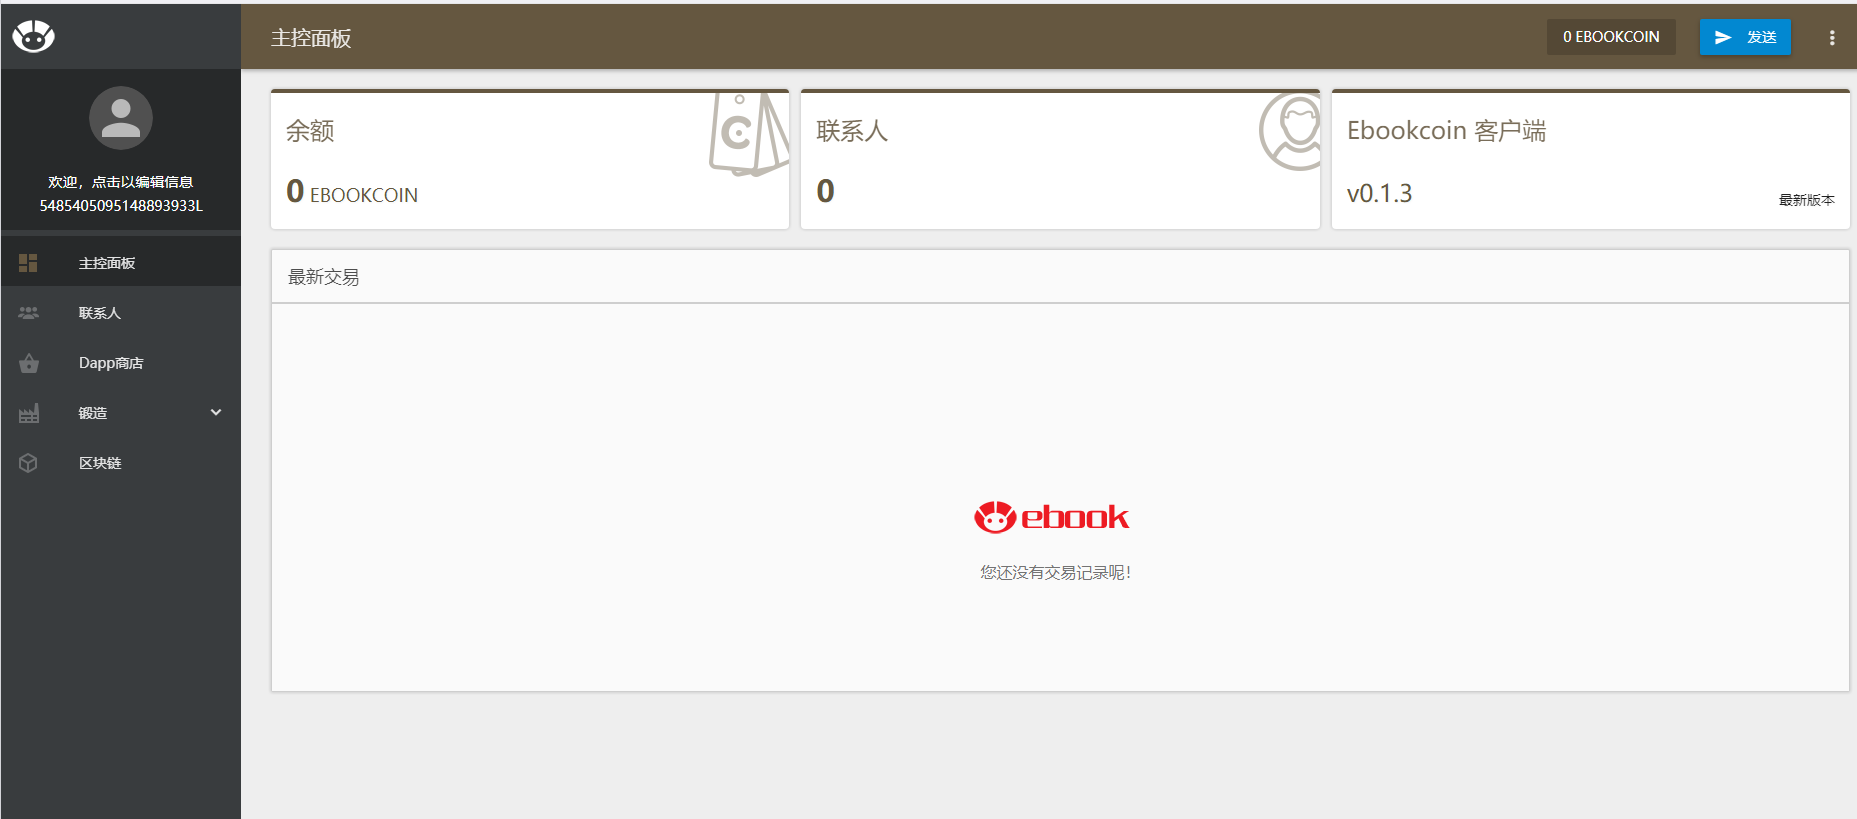 主控面板
0 EBOOKCOIN
发送
欢迎，点击以编辑信息
5485405095148893933L
主控面板
联系人
Dapp商店
锻造
区块链
余额
0 EBOOKCOIN
联系人
0
Ebookcoin 客户端
v0.1.3
最新版本
最新交易
ebook
您还没有交易记录呢！